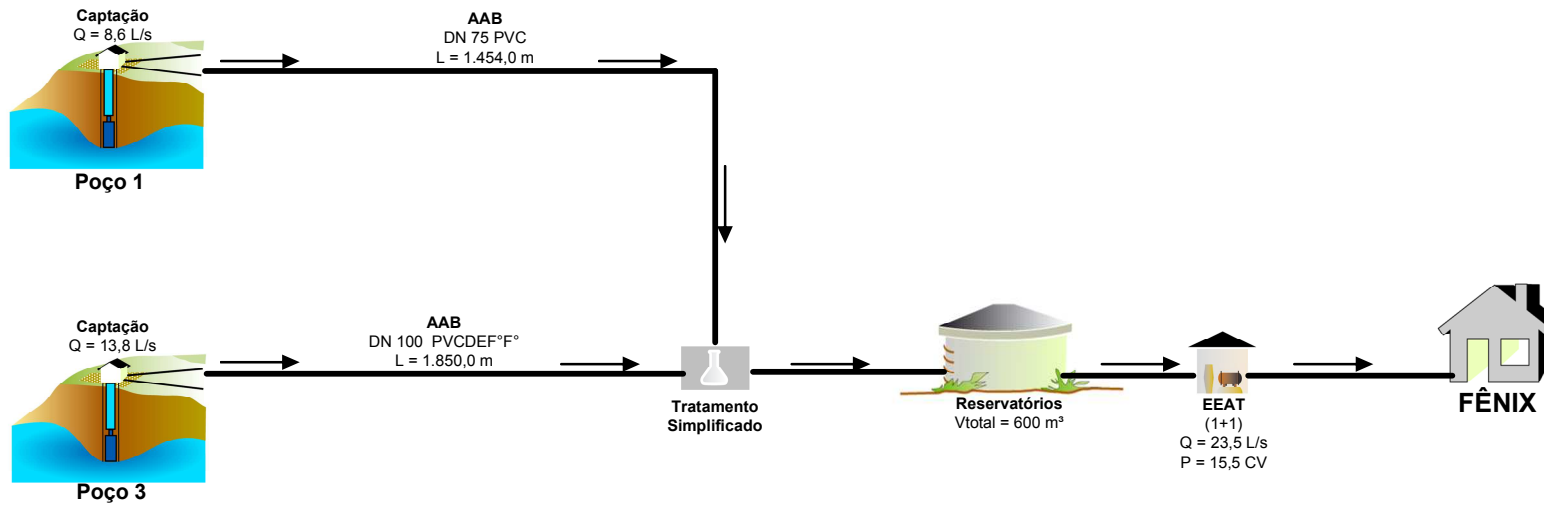 Captação
Q = 8,6 L/s
Poço 1
AAB
DN 75 PVC
L = 1.454,0 m
Captação
Q = 13,8 L/s
Poço 3
AAB
DN 100 PVCDEF°F°
L = 1.850,0 m
Tratamento
Simplificado
Reservatórios
Vtotal = 600 m³
EEAT
(1+1)
Q = 23,5 L/s
P = 15,5 CV
FÊNIX